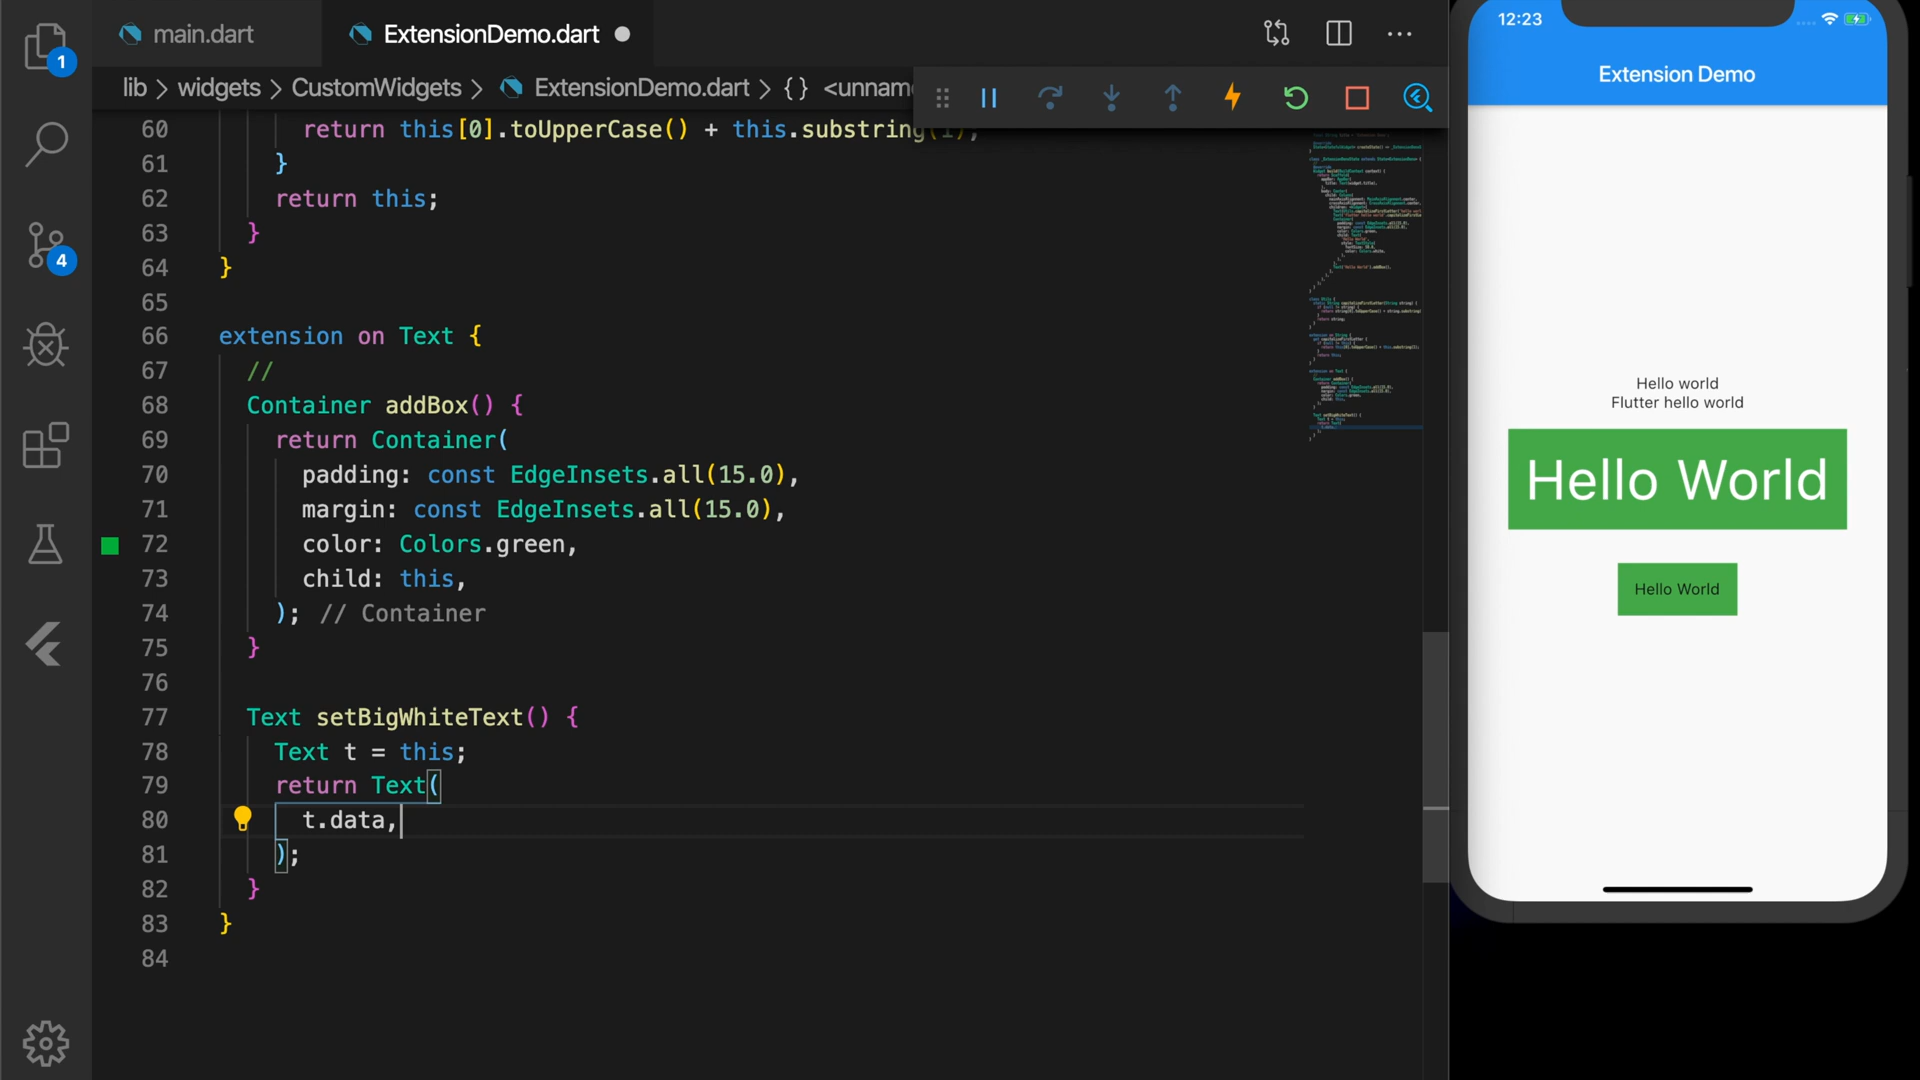 1
4
main.dart
ExtensionDemo.dart
lib > widgets > CustomWidgets > ExtensionDemo.dart > {} <unnam
60 return this[0].toUpperCase() + this.substring(1);
61 }
62 return this;
63 }
64 }
65
66 extension on Text {
67 //
68 Container addBox() {
69 return Container(
70 padding: const EdgeInsets.all(15.0),
71 margin: const EdgeInsets.all(15.0),
72 color: Colors.green,
73 child: this,
74 ); // Container
75 }
76
77 Text setBigWhiteText() {
78 Text t = this;
79 return Text(
80 t.data,
81 );
82 }
83 }
84
12:23
Extension Demo
Hello world
Flutter hello world
Hello World
Hello World